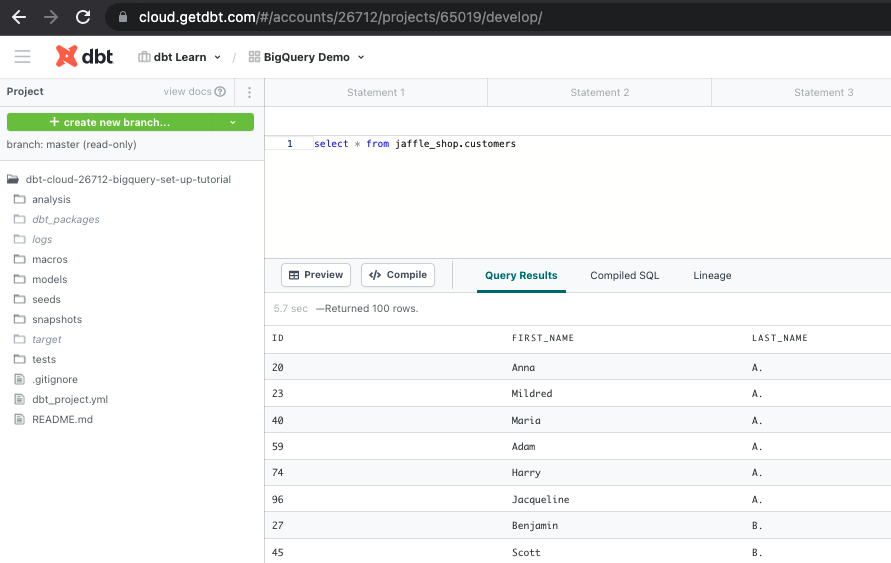 cloud.getdbt.com/#/accounts/26712/projects/65019/develop/
dbt
dbt Learn / BigQuery Demo
Project view docs ?
Statement 1 Statement 2 Statement 3
+ create new branch...
branch: master (read-only)
dbt-cloud-26712-bigquery-set-up-tutorial
analysis
dbt_packages
logs
macros
models
seeds
snapshots
target
tests
.gitignore
dbt_project.yml
README.md
1 select * from jaffle_shop.customers
Preview </> Compile Query Results Compiled SQL Lineage
5.7 sec —Returned 100 rows.
ID FIRST_NAME LAST_NAME
20 Anna A.
23 Mildred A.
40 Maria A.
59 Adam A.
74 Harry A.
96 Jacqueline A.
27 Benjamin B.
45 Scott B.